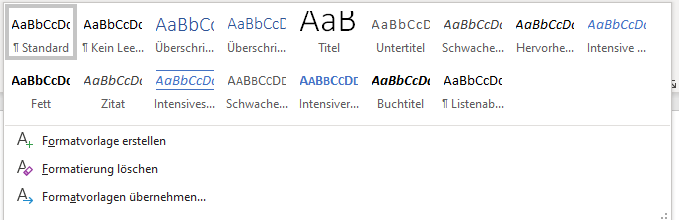 AaBbCcDc AaBbCcDc AaBbCc AaBbCcD AaB AaBbCcD AaBbCcDc AaBbCcDc AaBbCcDc
¶ Standard ¶ Kein Lee... Überschri... Überschri... Titel Untertitel Schwache... Hervorhe... Intensive ...
AaBbCcDc AaBbCcDc AaBbCcDc AABBCCDE AABBCCDE AaBbCcDc AaBbCcDc
Fett Zitat Intensives... Schwache... Intensiver... Buchtitel ¶ Listenab...
Formatvorlage erstellen
Formatierung löschen
Formatvorlagen übernehmen...